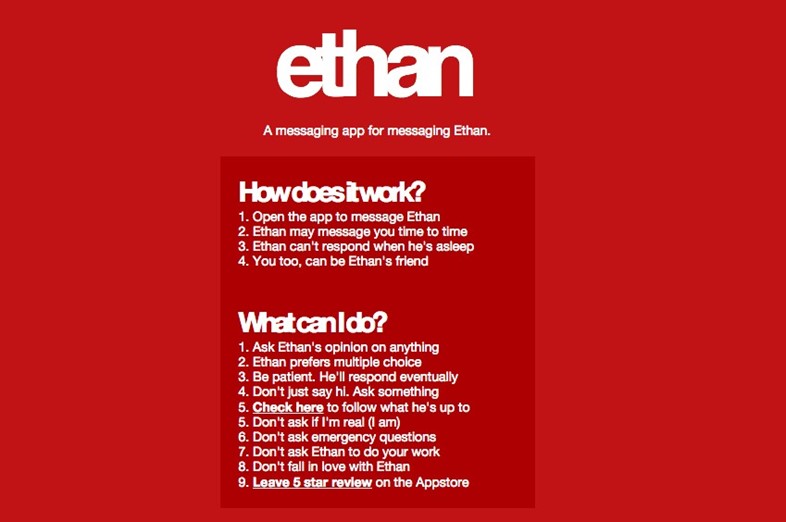 ethan
A messaging app for messaging Ethan.
How does it work?
1. Open the app to message Ethan
2. Ethan may message you time to time
3. Ethan can't respond when he's asleep
4. You too, can be Ethan's friend
What can I do?
1. Ask Ethan's opinion on anything
2. Ethan prefers multiple choice
3. Be patient. He'll respond eventually
4. Don't just say hi. Ask something
5. Check here to follow what he's up to
5. Don't ask if I'm real (I am)
6. Don't ask emergency questions
7. Don't ask Ethan to do your work
8. Don't fall in love with Ethan
9. Leave 5 star review on the Appstore